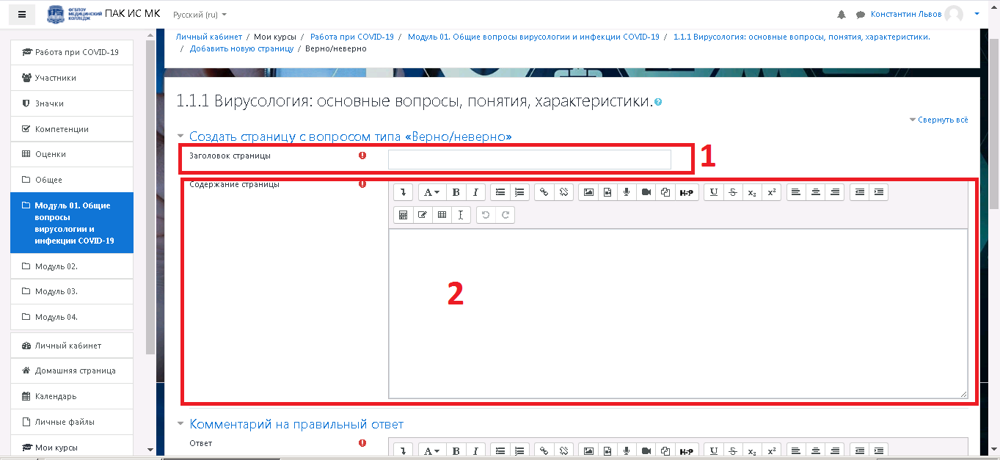 ФГБПОУ
МЕДИЦИНСКИЙ
КОЛЛЕДЖ
ПАК ИС МК
Русский (ru)
Константин Львов
Личный кабинет / Мои курсы / Работа при COVID-19 / Модуль 01. Общие вопросы вирусологии и инфекции COVID-19 / 1.1.1 Вирусология: основные вопросы, понятия, характеристики.
/ Добавить новую страницу / Верно/неверно
Работа при COVID-19
Участники
Значки
Компетенции
Оценки
Общее
Модуль 01. Общие
вопросы
вирусологии и
инфекции COVID-19
Модуль 02.
Модуль 03.
Модуль 04.
Личный кабинет
Домашняя страница
Календарь
Личные файлы
Мои курсы
1.1.1 Вирусология: основные вопросы, понятия, характеристики.
Свернуть всё
Создать страницу с вопросом типа «Верно/неверно»
Заголовок страницы
1
Содержание страницы
A B I H-P U S x₂ x²
2
Комментарий на правильный ответ
Ответ
A B I H-P U S x₂ x²